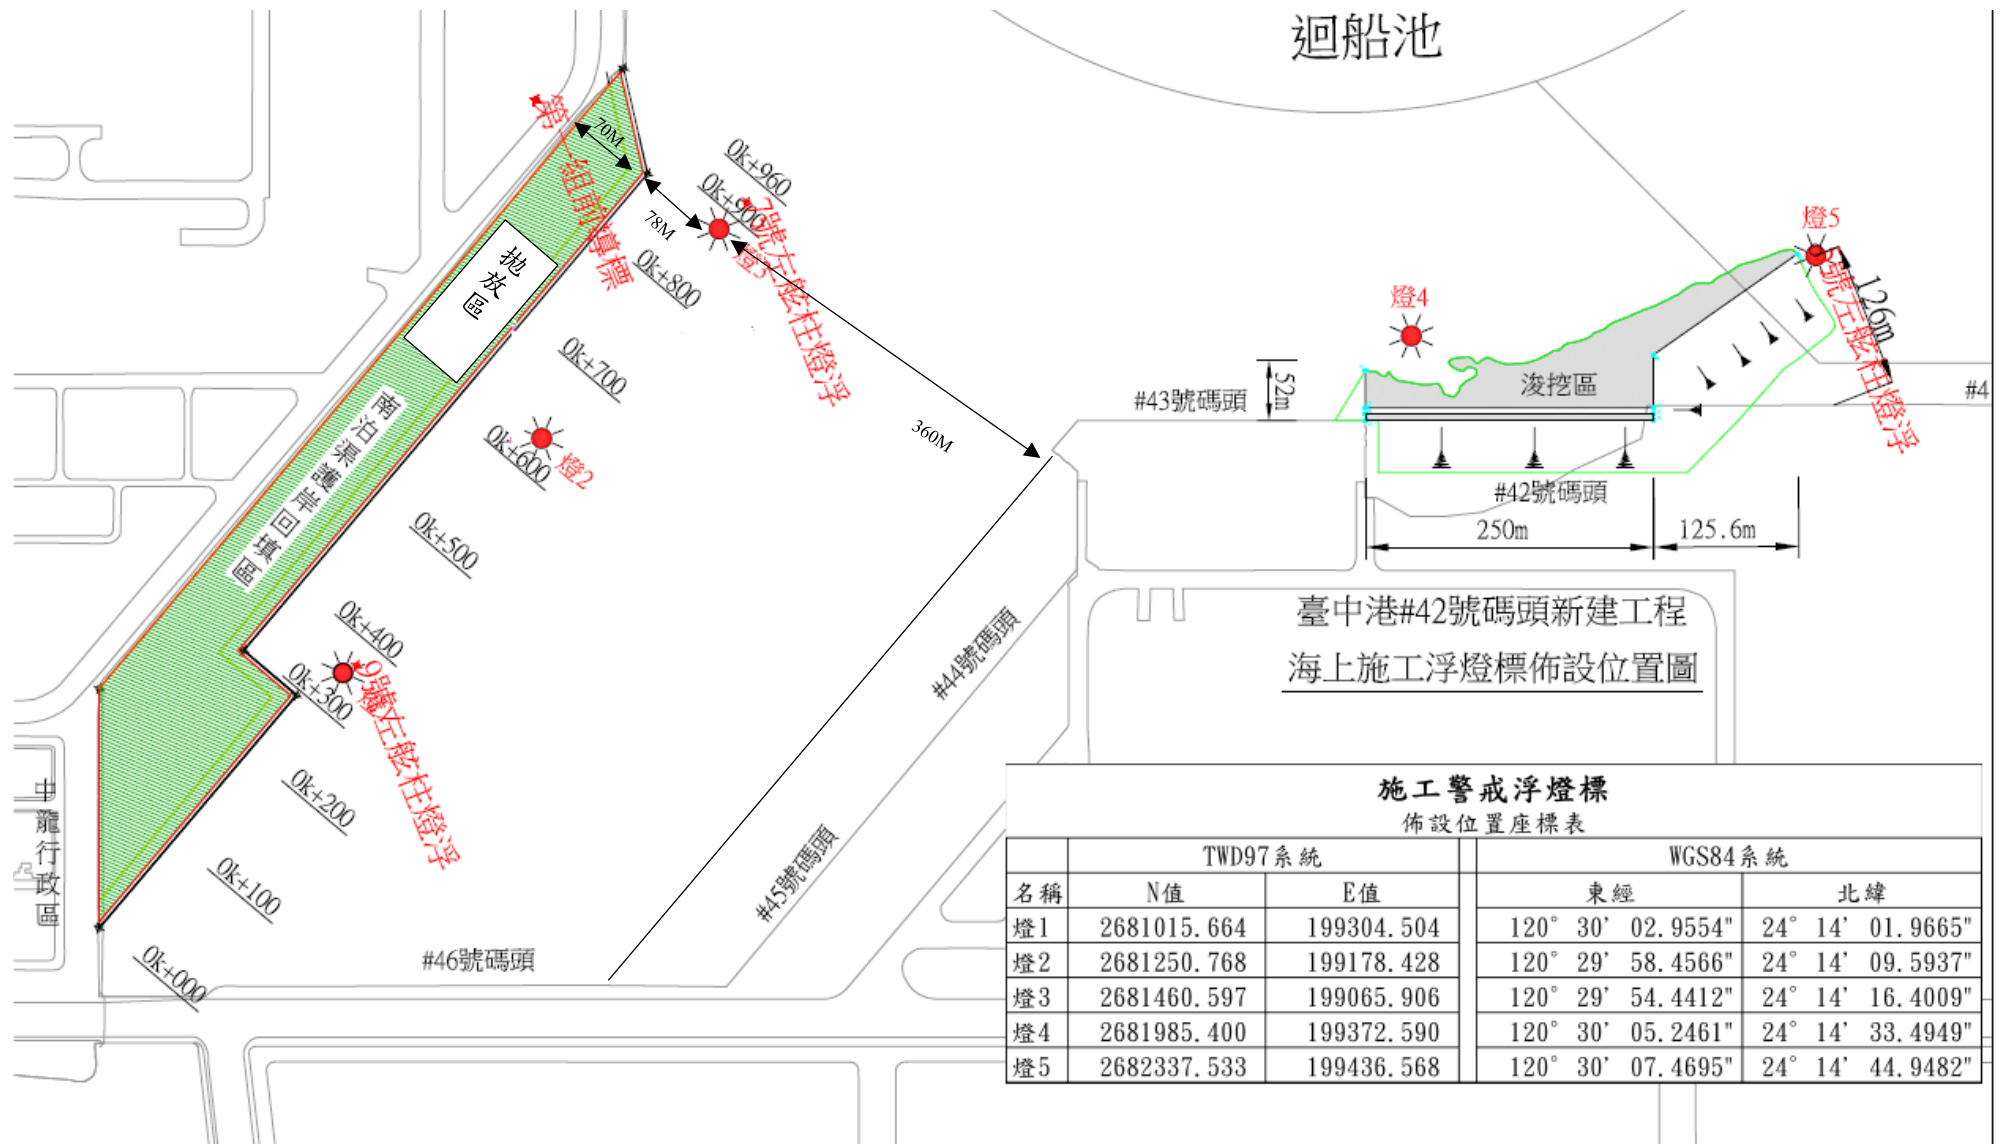 迴船池
第一組前導標
70M
78M
0k+960
0k+900
7號左舷柱燈浮
燈3
0k+800
拋放區
0k+700
360M
0k+600
燈2
南泊渠護岸回填區
0k+500
0k+400
0k+300
9號左舷柱燈浮
0k+200
0k+100
0k+000
中龍行政區
#46號碼頭
#45號碼頭
#44號碼頭
#43號碼頭
52m
燈4
浚挖區
燈5
5號左舷柱燈浮
126m
#4
#42號碼頭
250m
125.6m
臺中港#42號碼頭新建工程
海上施工浮燈標佈設位置圖
施工警戒浮燈標
佈設位置座標表
TWD97系統 WGS84系統
名稱 N值 E值 東經 北緯
燈1 2681015.664 199304.504 120° 30' 02.9554" 24° 14' 01.9665"
燈2 2681250.768 199178.428 120° 29' 58.4566" 24° 14' 09.5937"
燈3 2681460.597 199065.906 120° 29' 54.4412" 24° 14' 16.4009"
燈4 2681985.400 199372.590 120° 30' 05.2461" 24° 14' 33.4949"
燈5 2682337.533 199436.568 120° 30' 07.4695" 24° 14' 44.9482"